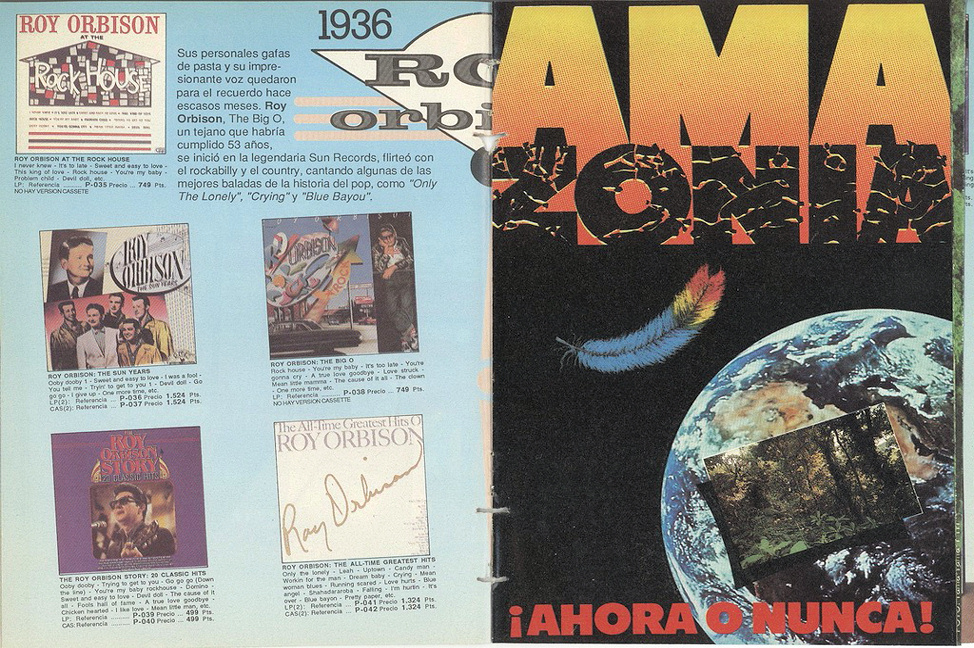 ROY ORBISON
AT THE
ROCK HOUSE
ROY ORBISON AT THE ROCK HOUSE
I never knew - It's to late - Sweet and easy to love -
This king of love - Rock house - You're my baby -
Problem child - Devil doll, etc.
LP: Referencia P-035 Precio ... 749 Pts.
NO HAY VERSION CASSETE
1936
RO
orbi
Sus personales gafas
de pasta y su impre-
sionante voz quedaron
para el recuerdo hace
escasos meses. Roy
Orbison, The Big O,
un tejano que habría
cumplido 53 años,
se inició en la legendaria Sun Records, flirteó con
el rockabilly y el country, cantando algunas de las
mejores baladas de la historia del pop, como "Only
The Lonely", "Crying" y "Blue Bayou".
ROY
ORBISON
THE SUN YEARS
ROY ORBISON: THE SUN YEARS
Ooby dooby 1 - Sweet and easy to love - I was a fool -
You tell me - Tryin' to get to you 1 - Devil doll - Go
go go - I give up - One more time, etc.
LP(2): Referencia ... P-036 Precio 1.524 Pts.
CAS(2): Referencia ... P-037 Precio 1.524 Pts.
ORBISON
ROCK
ROY ORBISON: THE BIG O
Rock house - You're my baby - It's too late - You're
gonna cry - A true love goodbye - Love struck -
Mean little mamma - The cause of it all - The clown
- One more time, etc.
LP: Referencia ... P-038 Precio ... 749 Pts.
NO HAY VERSION CASSETTE
THE
ROY
ORBISON
STORY
20 CLASSIC HITS
THE ROY ORBISON STORY: 20 CLASSIC HITS
Ooby dooby - Trying to get to you - Go go go (Down
the line) - You're my baby rockhouse - Domino -
Sweet and easy to love - Devil doll - The cause of it
all - Fools hall of fame - A true love goodbye -
Chicken hearted - I like love - Mean little man, etc.
LP: Referencia P-039 Precio ... 499 Pts.
CAS: Referencia P-040 Precio ... 499 Pts.
The All-Time Greatest Hits O
ROY ORBISON
Roy Orbison
ROY ORBISON: THE ALL-TIME GREATEST HITS
Only the lonely - Leah - Uptown - Candy man -
Workin for the man - Dream baby - Crying - Mean
woman blues - Running scared - Love hurts - Blue
angel - Shahadararoba - Falling - I'm hurtin - It's
over - Blue bayon - Pretty paper, etc.
LP(2): Referencia ... P-041 Precio 1,324 Pts.
CAS(2): Referencia ... P-042 Precio 1,324 Pts.
AMA
ZONIA
¡AHORA O NUNCA!